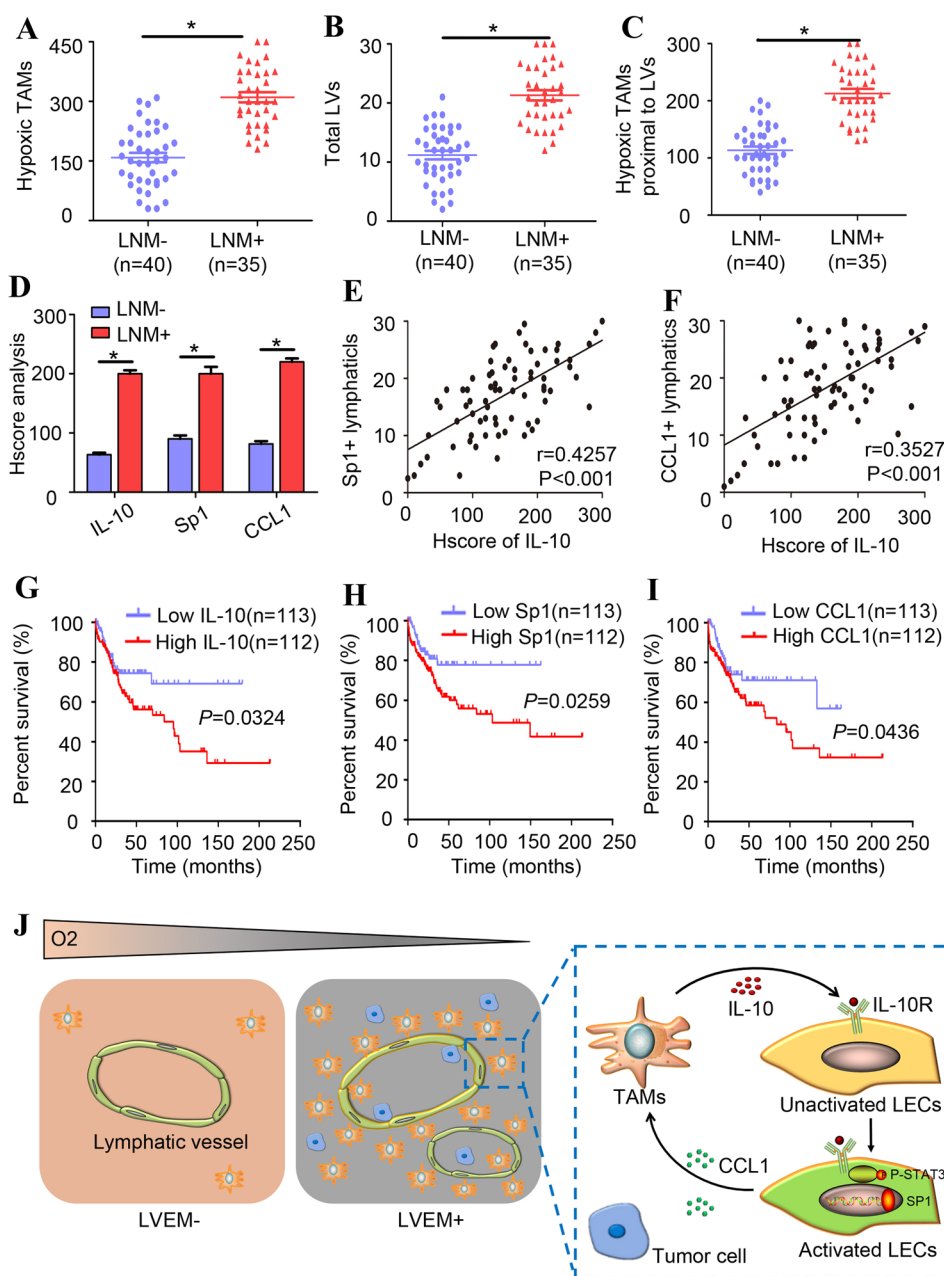 A
Hypoxic TAMs
450
300
150
0
*
LNM-
(n=40)
LNM+
(n=35)
B
Total LVs
30
20
10
0
*
LNM-
(n=40)
LNM+
(n=35)
C
Hypoxic TAMs
proximal to LVs
300
200
100
0
*
LNM-
(n=40)
LNM+
(n=35)
D
LNM-
LNM+
Hscore analysis
300
200
100
0
*
*
*
IL-10
Sp1
CCL1
E
Sp1+ lymphaticls
30
20
10
0
r=0.4257
P<0.001
0 100 200 300
Hscore of IL-10
F
CCL1+ lymphatics
30
20
10
0
r=0.3527
P<0.001
0 100 200 300
Hscore of IL-10
G
Low IL-10(n=113)
High IL-10(n=112)
Percent survival (%)
100
80
60
40
20
0
P=0.0324
0 50 100 150 200 250
Time (months)
H
Low Sp1(n=113)
High Sp1(n=112)
Percent survival (%)
100
80
60
40
20
0
P=0.0259
0 50 100 150 200 250
Time (months)
I
Low CCL1(n=113)
High CCL1(n=112)
Percent survival (%)
100
80
60
40
20
0
P=0.0436
0 50 100 150 200 250
Time (months)
J
O2
Lymphatic vessel
LVEM-
LVEM+
IL-10
IL-10R
TAMs
Unactivated LECs
CCL1
P-STAT3
SP1
Tumor cell
Activated LECs